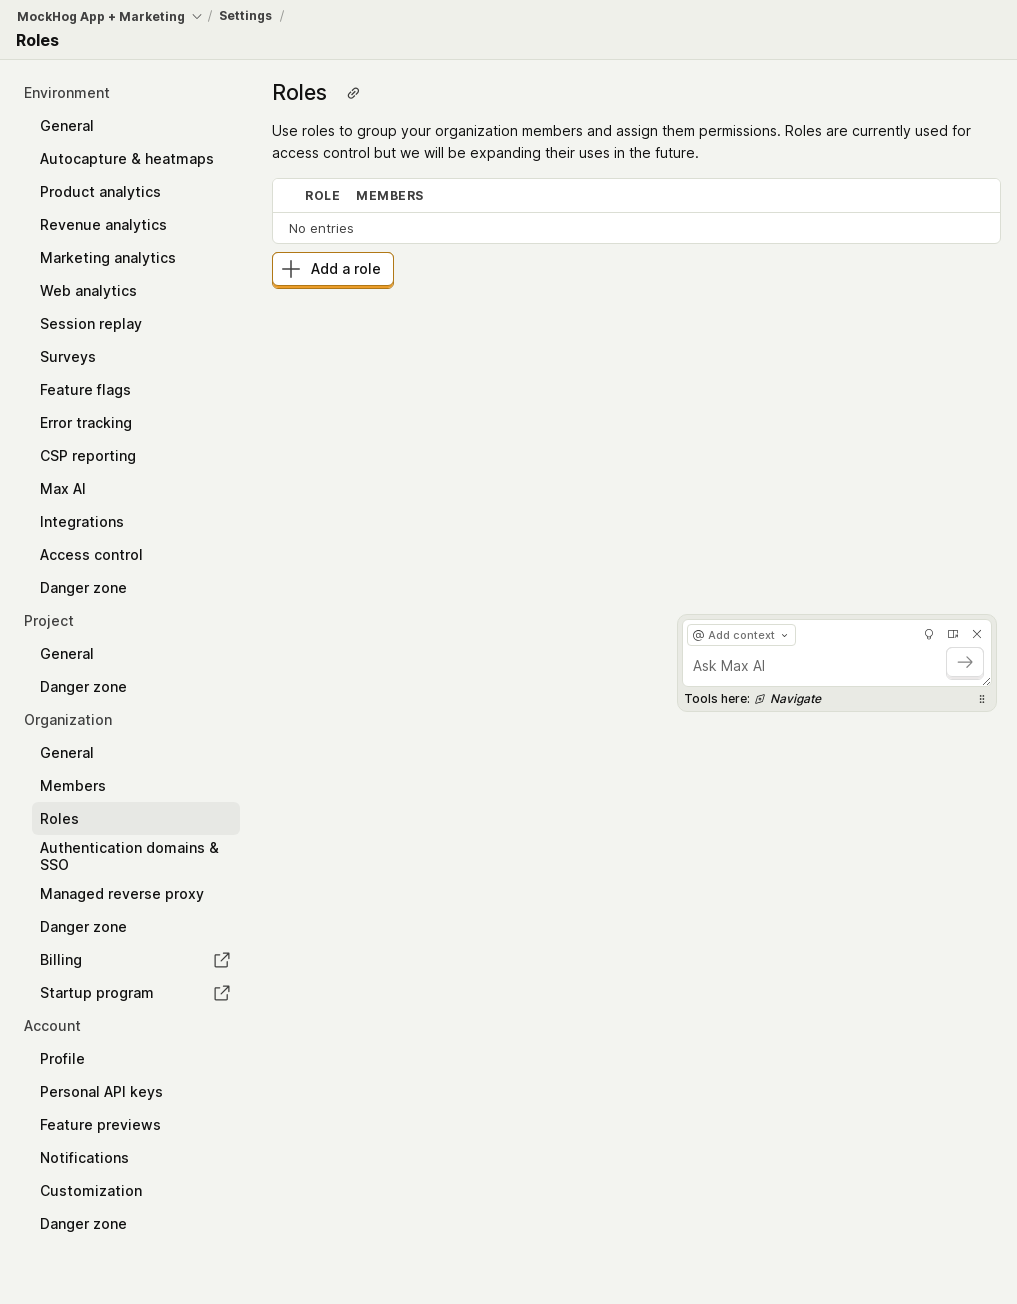 MockHog App + Marketing / Settings /
Roles
Environment
General
Autocapture & heatmaps
Product analytics
Revenue analytics
Marketing analytics
Web analytics
Session replay
Surveys
Feature flags
Error tracking
CSP reporting
Max AI
Integrations
Access control
Danger zone
Project
General
Danger zone
Organization
General
Members
Roles
Authentication domains &
SSO
Managed reverse proxy
Danger zone
Billing
Startup program
Account
Profile
Personal API keys
Feature previews
Notifications
Customization
Danger zone
Roles
Use roles to group your organization members and assign them permissions. Roles are currently used for
access control but we will be expanding their uses in the future.
ROLE MEMBERS
No entries
Add a role
@ Add context
Ask Max AI
Tools here: Navigate